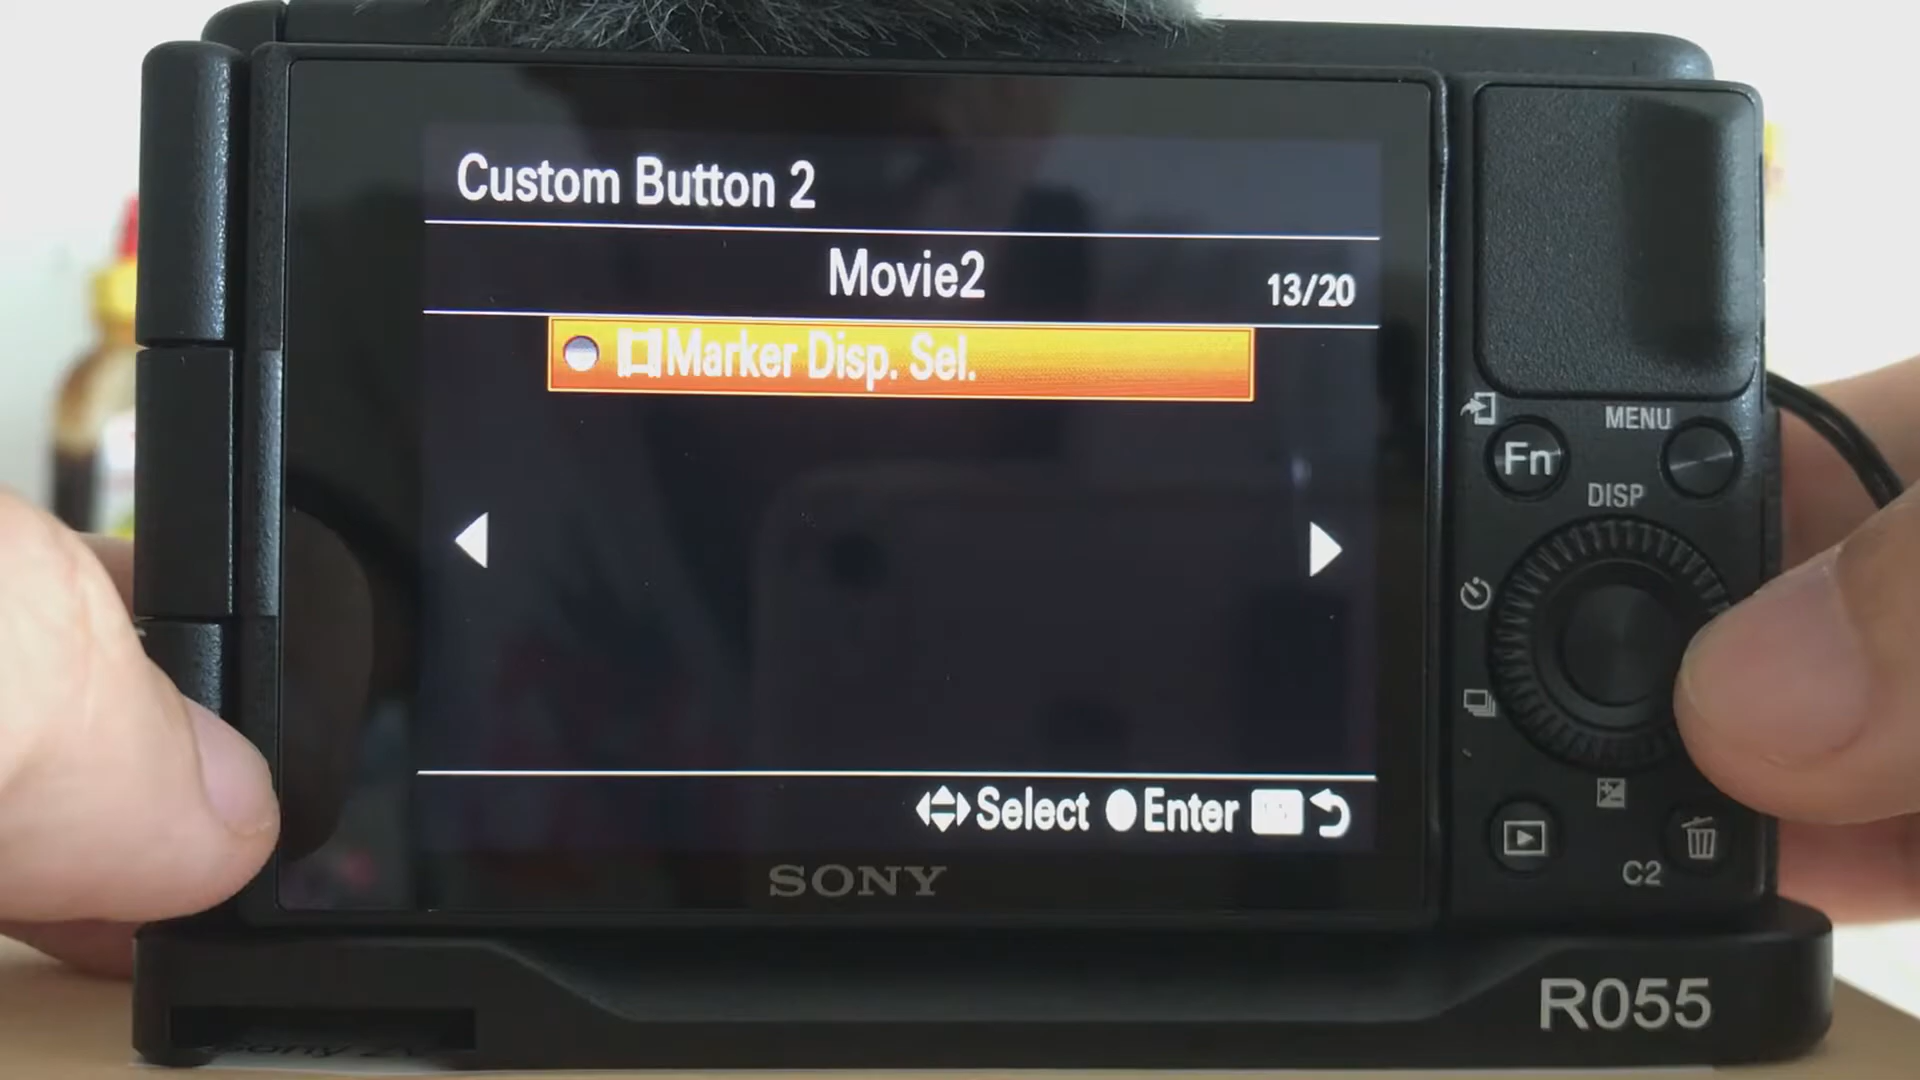 Custom Button 2
Movie2
13/20
Marker Disp. Sel.
Select Enter
SONY
MENU
Fn
DISP
C2
R055